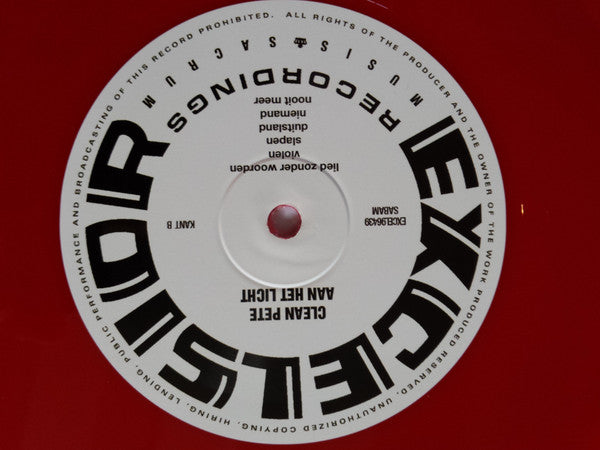 EXCELSIOR
CLEAN PETE
AAN HET LICHT
EXCEL96439
SABAM
KANT B
lied zonder woorden
violen
slapen
duitsland
niemand
nooit meer
RECORDINGS
MUSIS SACRUM
ALL RIGHTS OF THE PRODUCER AND THE OWNER OF THE WORK PRODUCED RESERVED. UNAUTHORIZED COPYING, HIRING, LENDING, PUBLIC PERFORMANCE AND BROADCASTING OF THIS RECORD PROHIBITED.